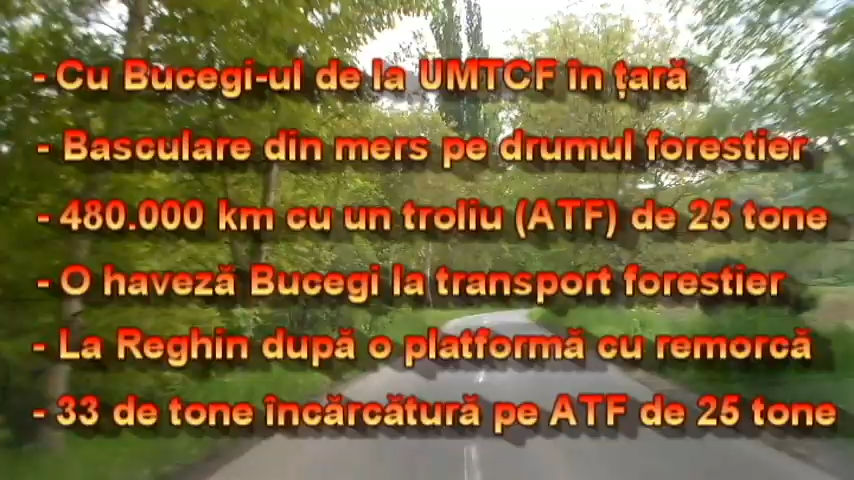 - Cu Bucegi-ul de la UMTCF în țară
- Basculare din mers pe drumul forestier
- 480.000 km cu un troliu (ATF) de 25 tone
- O haveză Bucegi la transport forestier
- La Reghin după o platformă cu remorcă
- 33 de tone încărcătură pe ATF de 25 tone